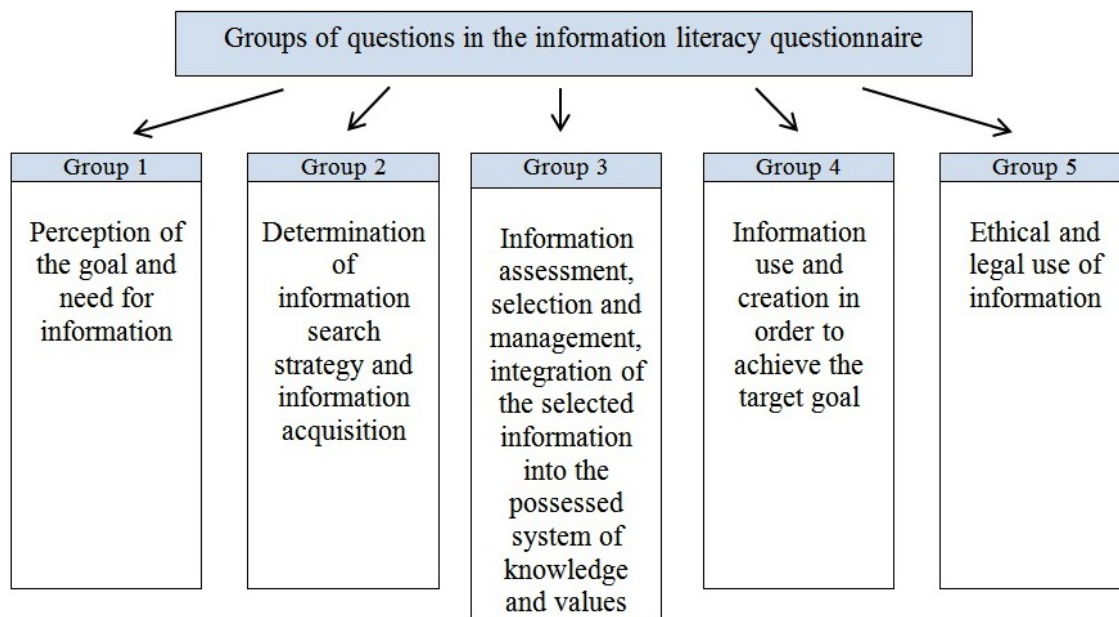 Groups of questions in the information literacy questionnaire
Group 1
Perception of
the goal and
need for
information
Group 2
Determination
of
information
search
strategy and
information
acquisition
Group 3
Information
assessment,
selection and
management,
integration of
the selected
information
into the
possessed
system of
knowledge
and values
Group 4
Information
use and
creation in
order to
achieve the
target goal
Group 5
Ethical and
legal use of
information